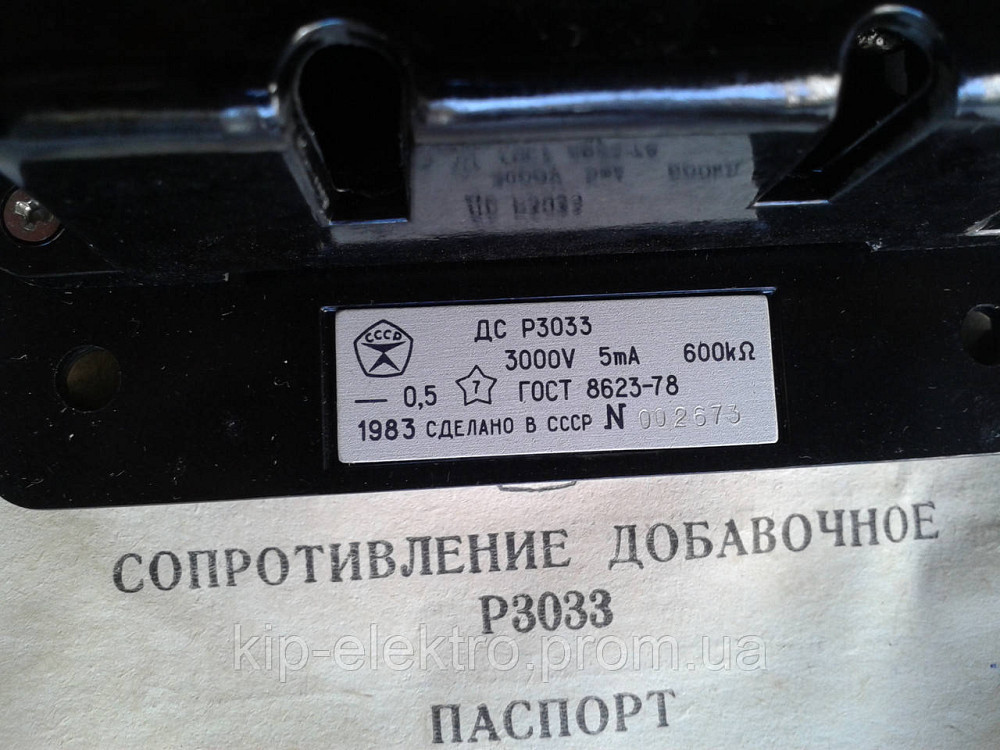 СССР
ДС Р3033
3000V 5mA 600kΩ
— 0,5 7 ГОСТ 8623-78
1983 СДЕЛАНО В СССР N 002673
СОПРОТИВЛЕНИЕ ДОБАВОЧНОЕ
Р3033
kip-elektro.prom.ua
ПАСПОРТ